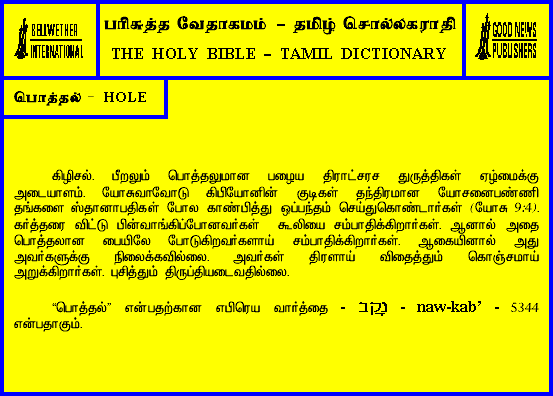 BELLWETHER
INTERNATIONAL
பரிசுத்த வேதாகமம் – தமிழ் சொல்லகராதி
THE HOLY BIBLE – TAMIL DICTIONARY
GOOD NEWS
PUBLISHERS
பொத்தல் – HOLE
கிழிசல். பீறலும் பொத்தலுமான பழைய திராட்சரச துருத்திகள் ஏழ்மைக்கு
அடையாளம். யோசுவாவோடு கிபியோனின் குடிகள் தந்திரமான யோசனைபண்ணி
தங்களை ஸ்தானாபதிகள் போல காண்பித்து ஒப்பந்தம் செய்துகொண்டார்கள் (யோசு 9:4).
கர்த்தரை விட்டு பின்வாங்கிப்போனவர்கள் கூலியை சம்பாதிக்கிறார்கள். ஆனால் அதை
பொத்தலான பையிலே போடுகிறவர்களாய் சம்பாதிக்கிறார்கள். ஆகையினால் அது
அவர்களுக்கு நிலைக்கவில்லை. அவர்கள் திரளாய் விதைத்தும் கொஞ்சமாய்
அறுக்கிறார்கள். புசித்தும் திருப்தியடைவதில்லை.
“பொத்தல்” என்பதற்கான எபிரெய வார்த்தை - נָקַב - naw-kab’ - 5344
என்பதாகும்.